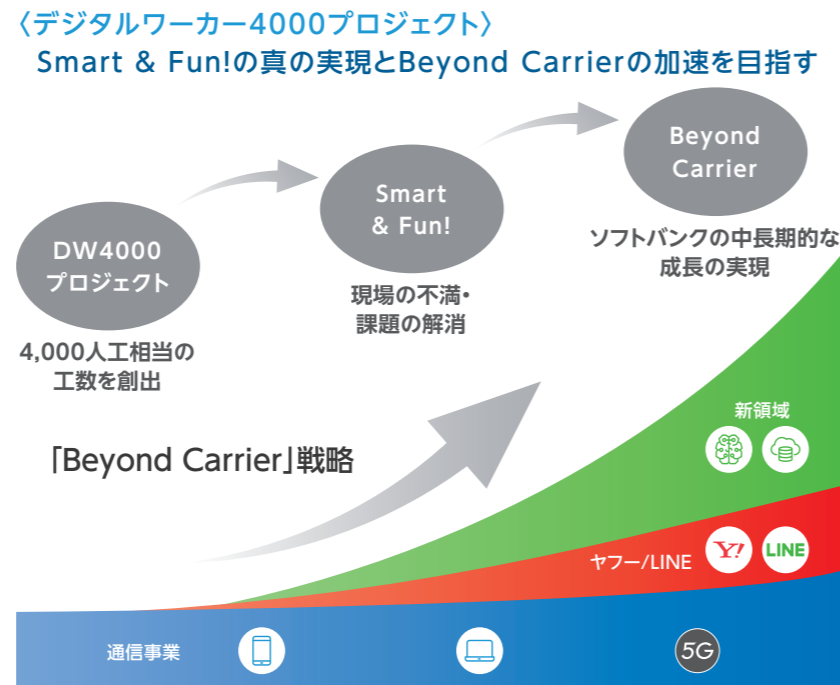 〈デジタルワーカー4000プロジェクト〉
Smart & Fun!の真の実現とBeyond Carrierの加速を目指す
Beyond
Carrier
Smart
& Fun!
DW4000
プロジェクト
ソフトバンクの中長期的な
成長の実現
現場の不満・
課題の解消
4,000人工相当の
工数を創出
「Beyond Carrier」戦略
新領域
ヤフー/LINE
Y!
LINE
通信事業
5G